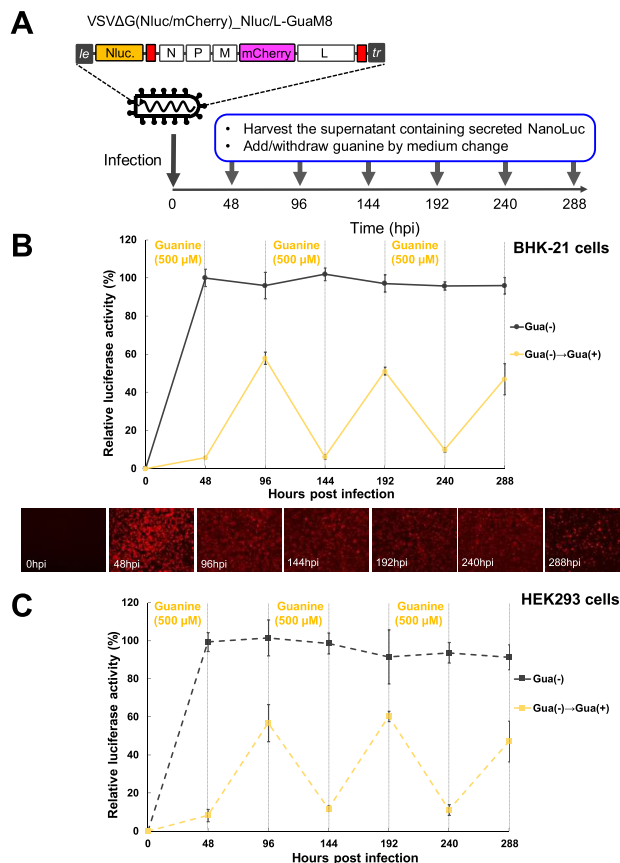 A
VSVΔG(Nluc/mCherry)_Nluc/L-GuaM8
le Nluc. N P M mCherry L tr
• Harvest the supernatant containing secreted NanoLuc
• Add/withdraw guanine by medium change
Infection
0 48 96 144 192 240 288
Time (hpi)
B
BHK-21 cells
Guanine Guanine Guanine
(500 μM) (500 μM) (500 μM)
Relative luciferase activity (%)
120
100
80
60
40
20
0
0 48 96 144 192 240 288
Hours post infection
Gua(-)
Gua(-)→Gua(+)
0hpi 48hpi 96hpi 144hpi 192hpi 240hpi 288hpi
C
HEK293 cells
Guanine Guanine Guanine
(500 μM) (500 μM) (500 μM)
Relative luciferase activity (%)
120
100
80
60
40
20
0
0 48 96 144 192 240 288
Hours post infection
Gua(-)
Gua(-)→Gua(+)